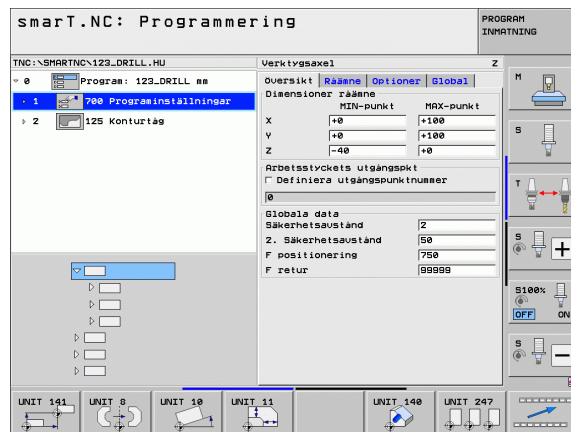 smarT.NC: Programmering
PROGRAM
INMATNING
TNC:\SMARTNC\123_DRILL.HU
0 Program: 123_DRILL mm
1 700 Programinställningar
2 125 Konturtåg
Verktygsaxel Z
Översikt Råämne Optioner Global
Dimensioner råämne
MIN-punkt MAX-punkt
X +0 +100
Y +0 +100
Z -40 +0
Arbetsstyckets utgångspkt
Definiera utgångspunktnummer
0
Globala data
Säkerhetsavstånd 2
2. Säkerhetsavstånd 50
F positionering 750
F retur 99999
M
S
T
S
S100%
OFF ON
S
S
UNIT 141 UNIT 8 UNIT 10 UNIT 11 UNIT 140 UNIT 247